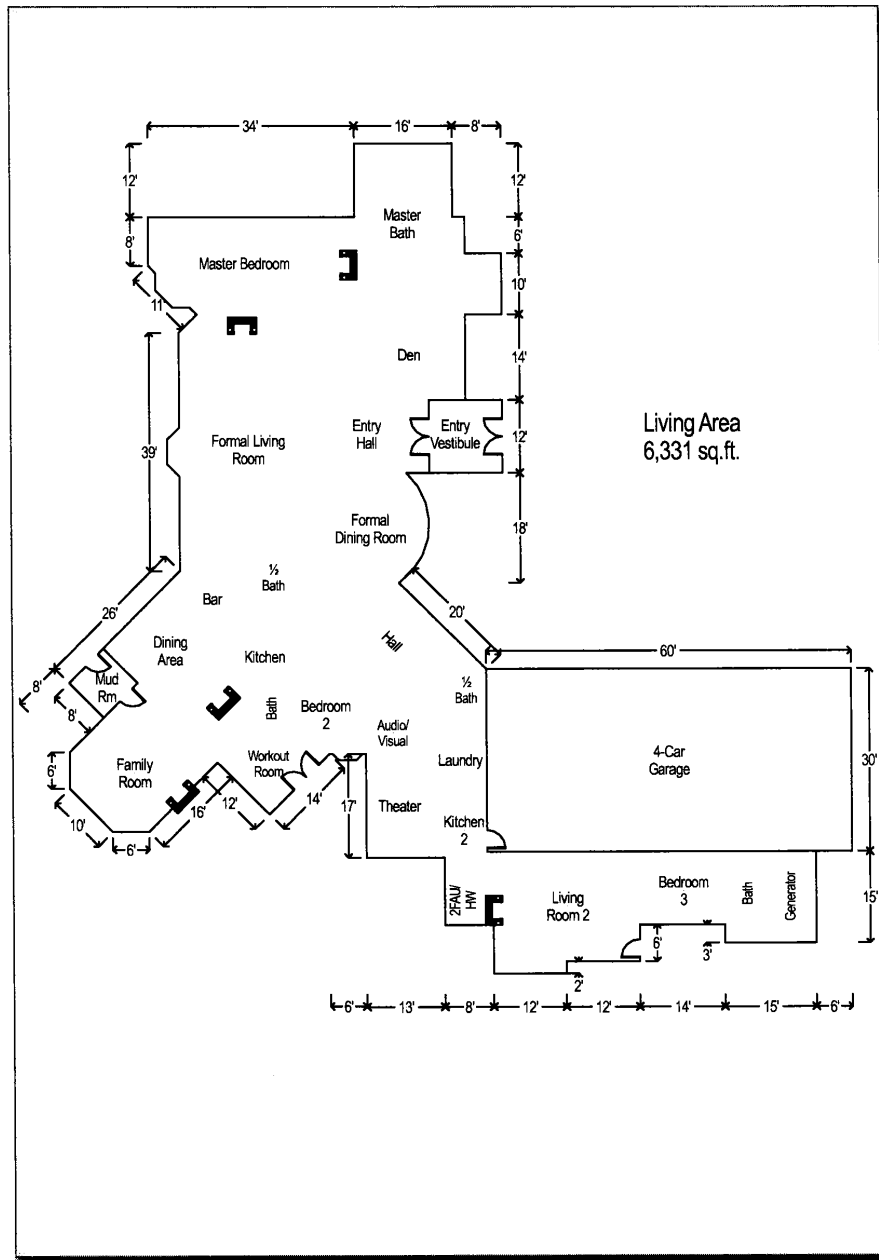 34'
16'
8'
12'
12'
8'
6'
Master
Bath
Master Bedroom
10'
11'
14'
Den
39'
Formal Living
Room
Entry
Hall
Entry
Vestibule
12'
Living Area
6,331 sq.ft.
Formal
Dining Room
18'
½
Bath
Bar
26'
20'
Dining
Area
Hall
Kitchen
60'
8'
Mud
Rm
8'
½
Bath
Bath
Bedroom
2
Audio/
Visual
4-Car
Garage
30'
6'
Family
Room
Workout
Room
Laundry
10'
16'
12'
14'
17'
Theater
Kitchen
2
6'
2FAU/
HW
Living
Room 2
Bedroom
3
Bath
Generator
15'
6'
3'
2'
6'
13'
8'
12'
12'
14'
15'
6'